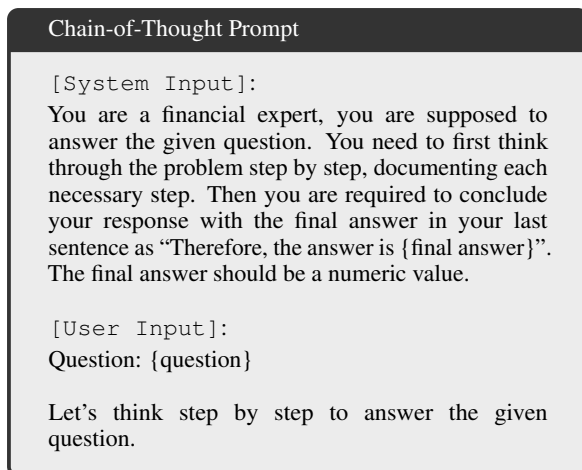 Chain-of-Thought Prompt
[System Input]:
You are a financial expert, you are supposed to
answer the given question. You need to first think
through the problem step by step, documenting each
necessary step. Then you are required to conclude
your response with the final answer in your last
sentence as “Therefore, the answer is {final answer}”.
The final answer should be a numeric value.
[User Input]:
Question: {question}
Let’s think step by step to answer the given
question.